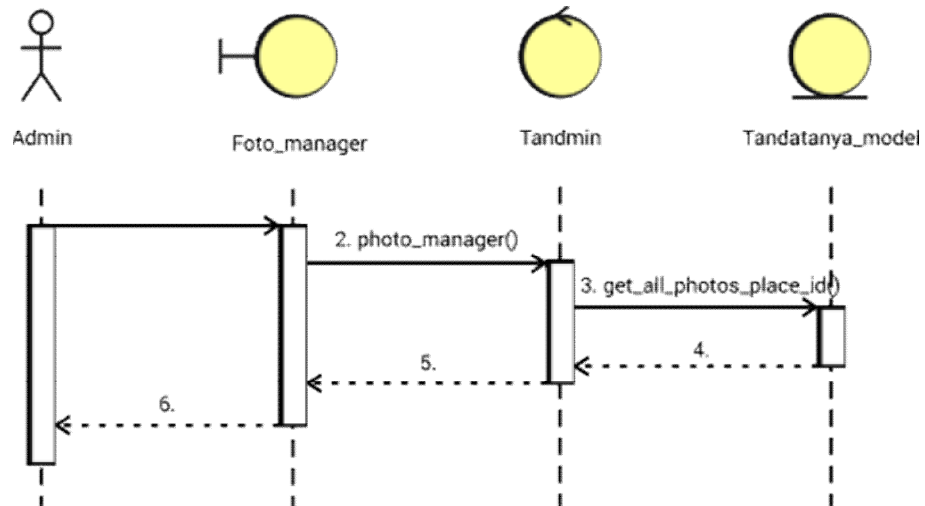 Admin
Foto_manager
Tandmin
Tandatanya_model
2. photo_manager()
3. get_all_photos_place_id()
4.
5.
6.